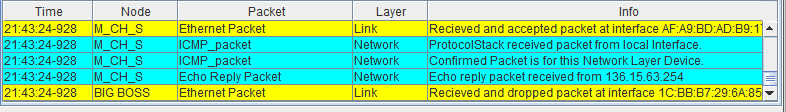 Time Node Packet Layer Info
21:43:24-928 M_CH_S Ethernet Packet Link Recieved and accepted packet at interface AF:A9:BD:AD:B9:1
21:43:24-928 M_CH_S ICMP_packet Network ProtocolStack received packet from local Interface.
21:43:24-928 M_CH_S ICMP_packet Network Confirmed Packet is for this Network Layer Device.
21:43:24-928 M_CH_S Echo Reply Packet Network Echo reply packet received from 136.15.63.254
21:43:24-928 BIG BOSS Ethernet Packet Link Recieved and dropped packet at interface 1C:BB:B7:29:6A:85